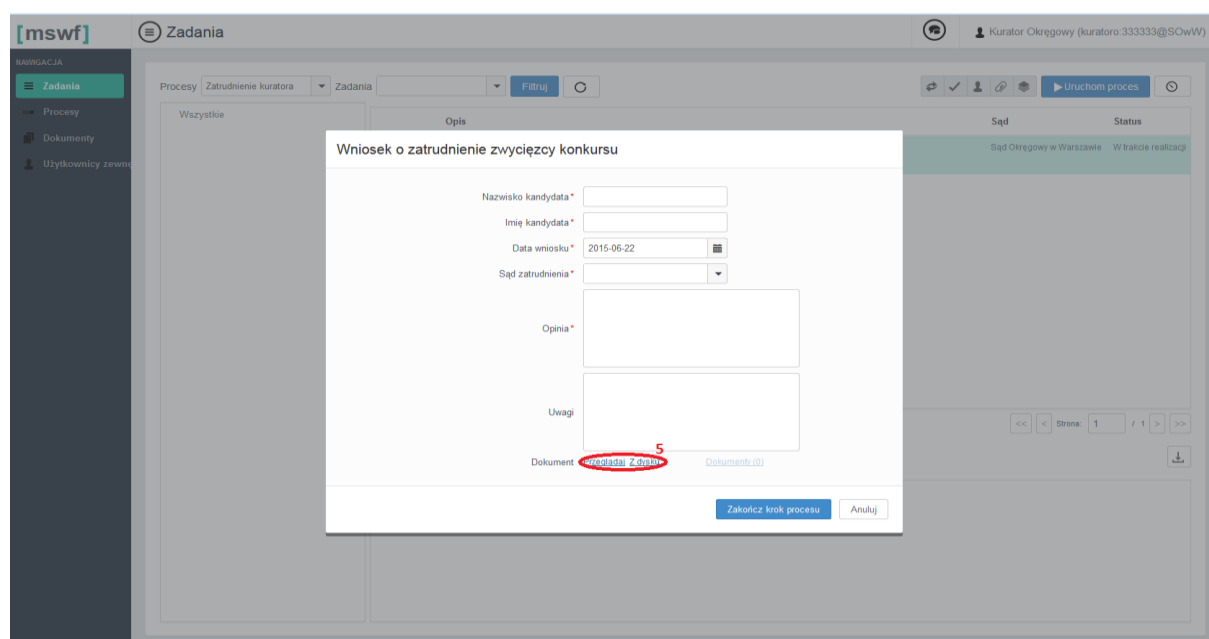 [mswf]
Zadania
Kurator Okręgowy (kuratoro:333333@SOwW)
NAWIGACJA
Zadania
Procesy
Dokumenty
Użytkownicy zewnę
Procesy Zatrudnienie kuratora Zadania Filtruj Uruchom proces
Wszystkie
Opis Sąd Status
Sąd Okręgowy w Warszawie W trakcie realizacji
Wniosek o zatrudnienie zwycięzcy konkursu
Nazwisko kandydata*
Imię kandydata*
Data wniosku* 2015-06-22
Sąd zatrudnienia*
Opinia*
Uwagi
<< < Strona: 1 / 1 > >>
5
Dokument Przeglądaj Z dysku Dokumenty (0)
Zakończ krok procesu Anuluj